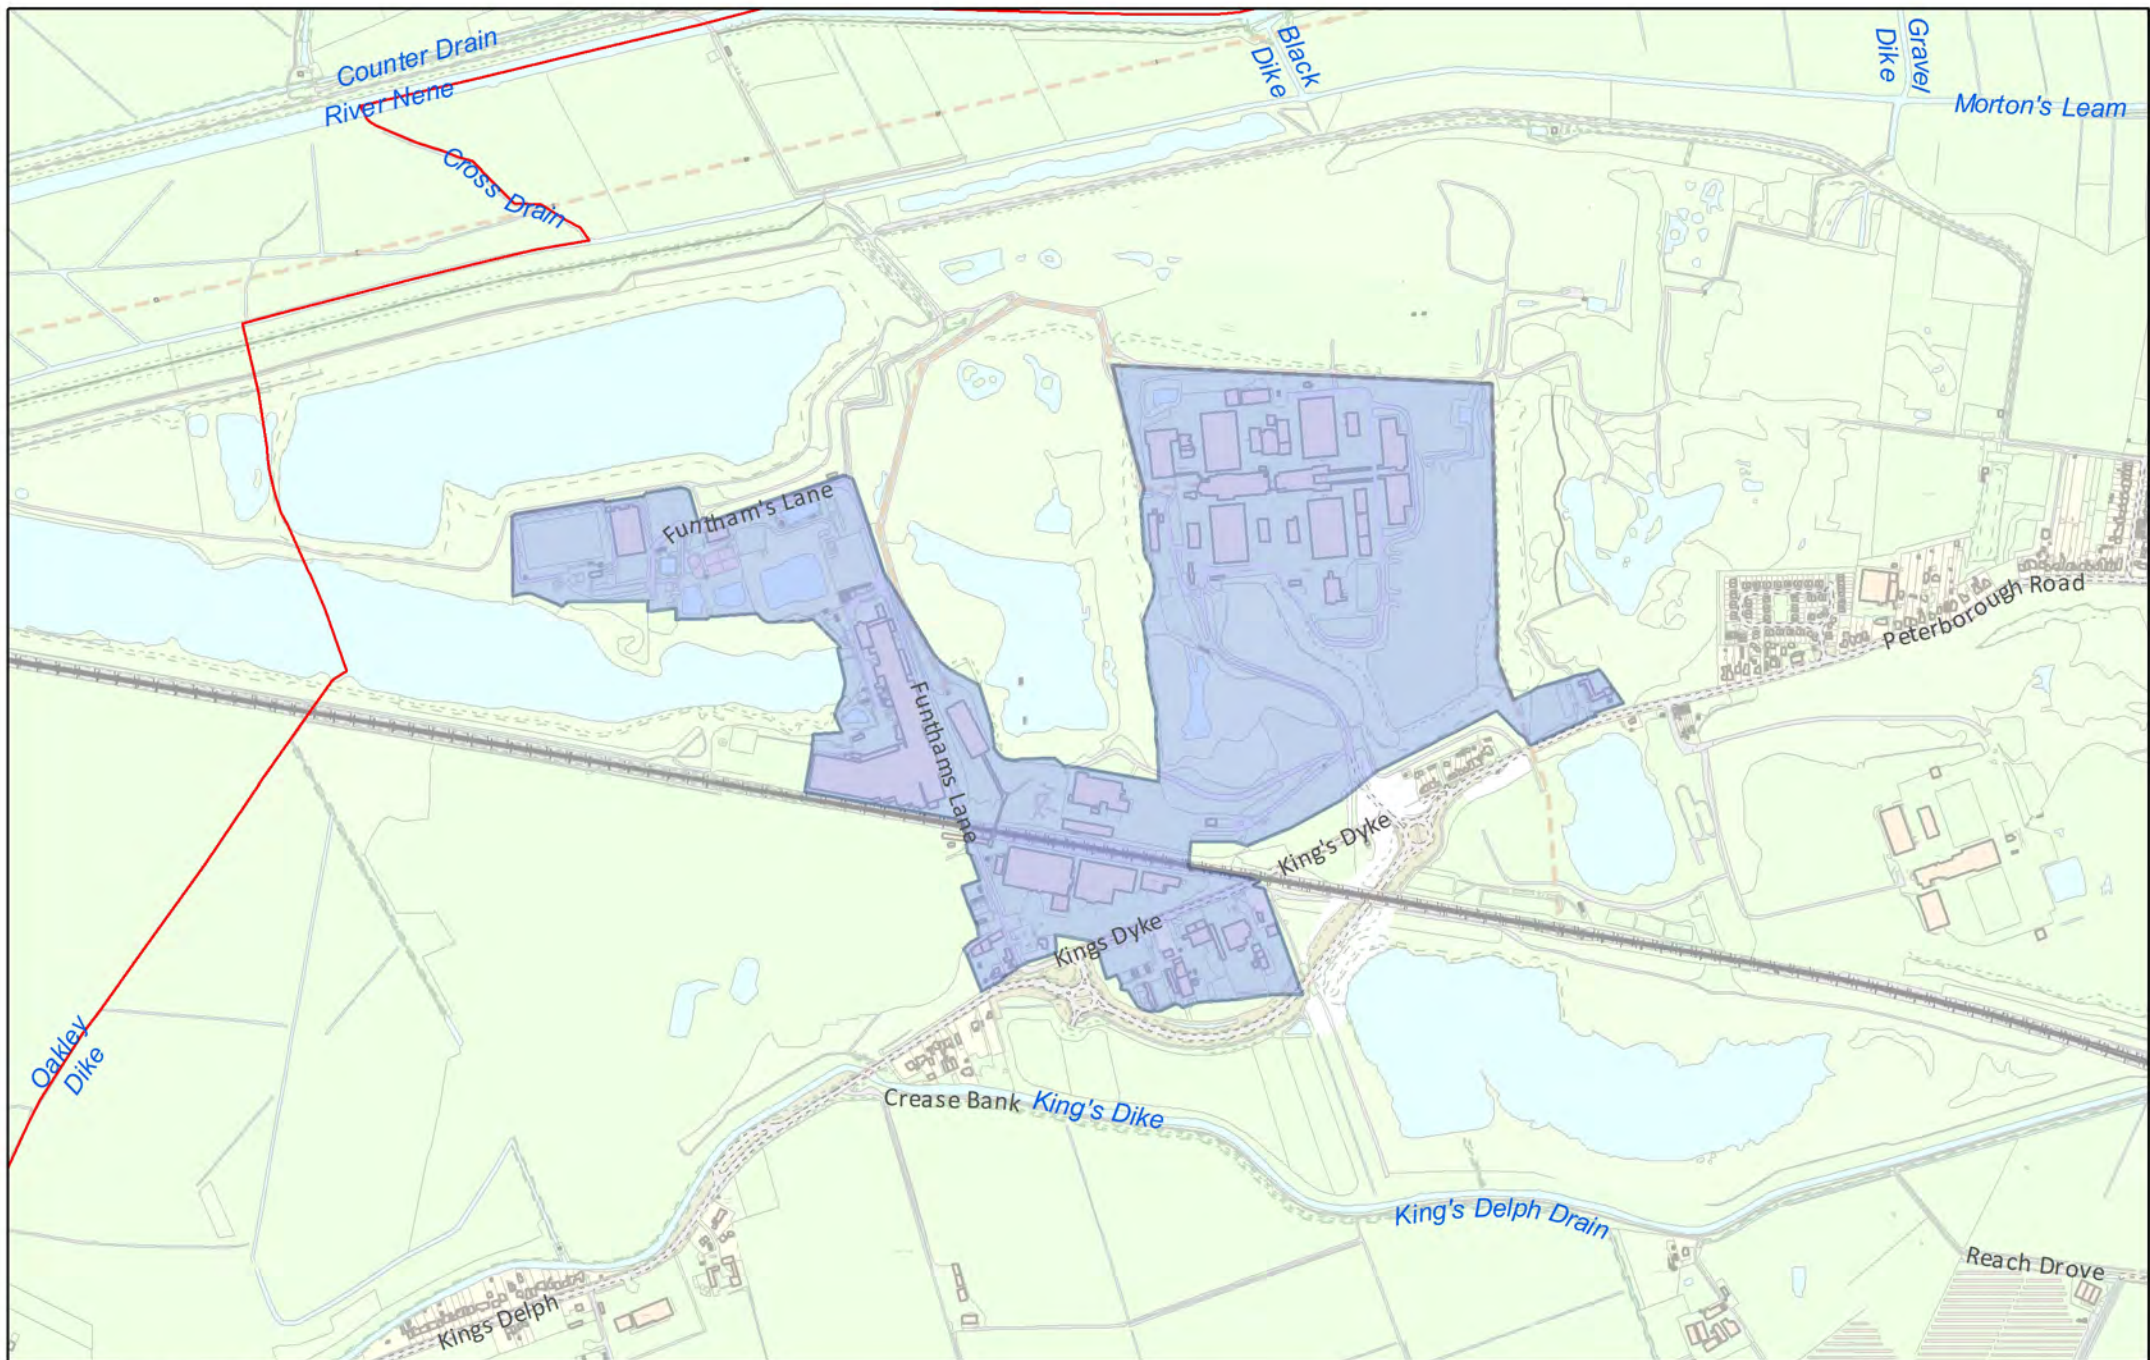 Counter Drain
River Nene
Cross Drain
Black
Dike
Gravel
Dike
Morton's Leam
Funtham's Lane
Funthams Lane
Peterborough Road
King's Dyke
Kings Dyke
Oakley
Dike
Crease Bank
King's Dike
King's Delph Drain
Reach Drove
Kings Delph